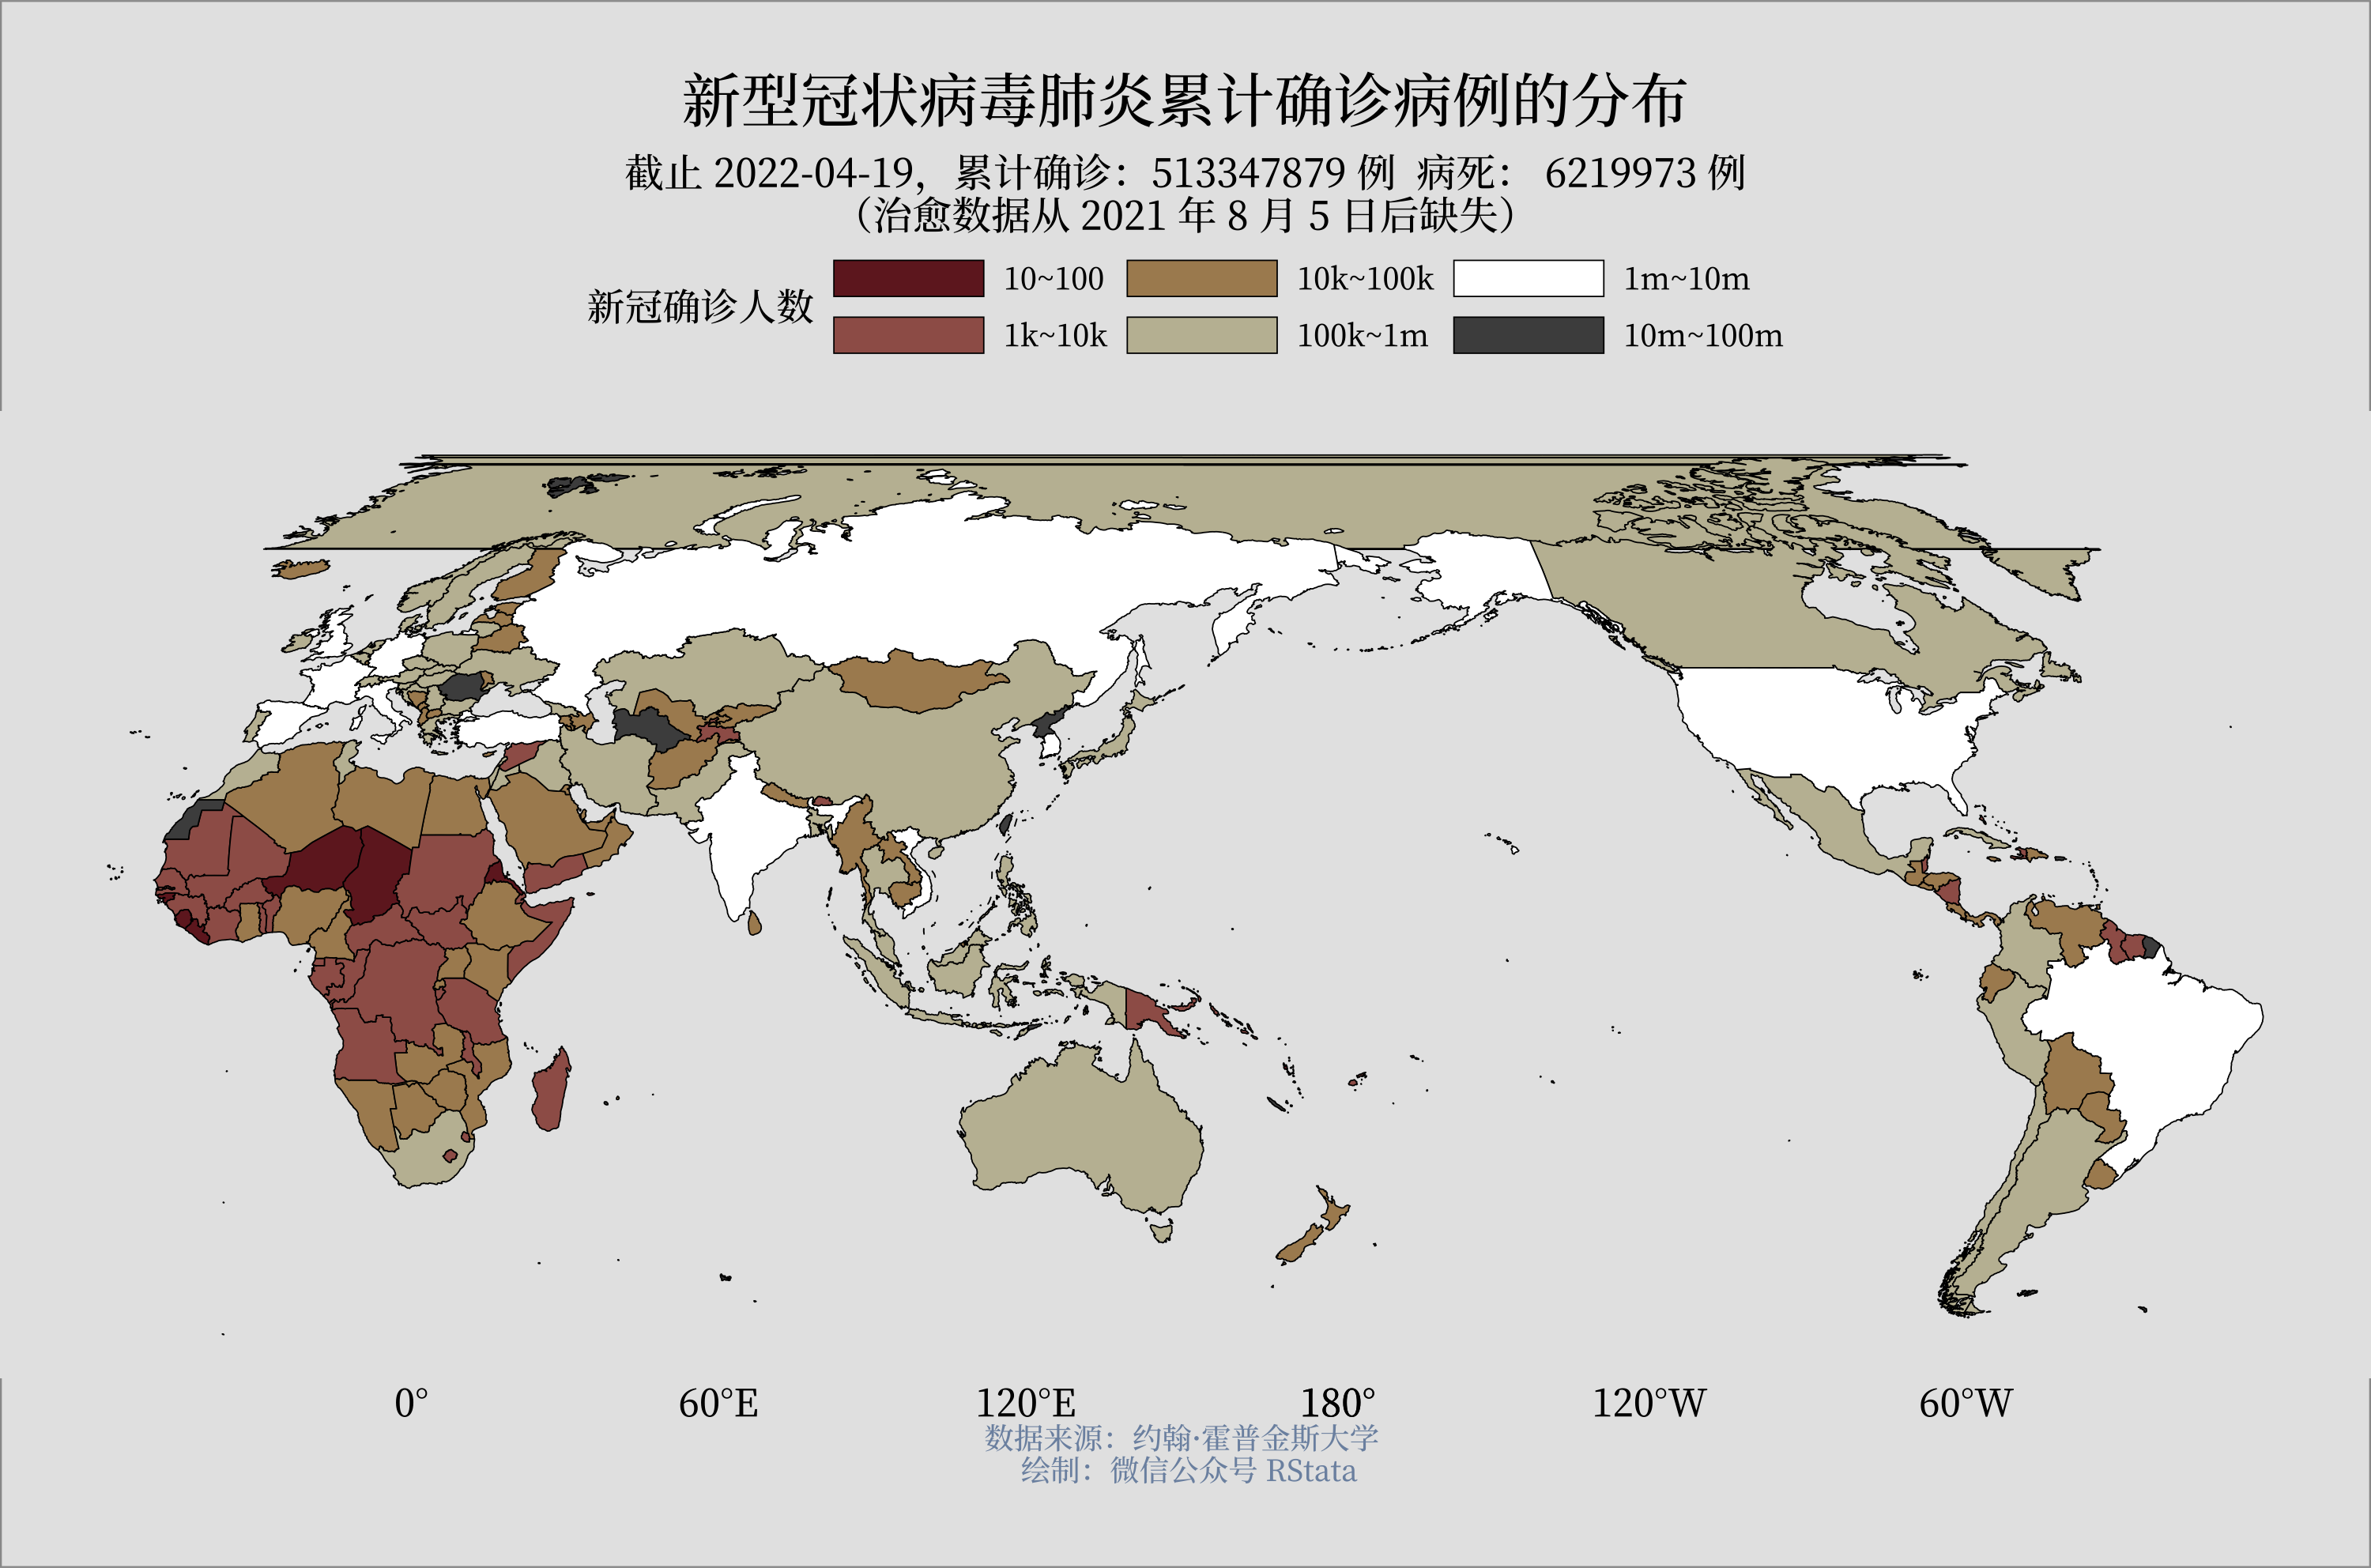 新型冠状病毒肺炎累计确诊病例的分布
截止 2022-04-19，累计确诊：513347879 例 病死： 6219973 例
（治愈数据从 2021 年 8 月 5 日后缺失）
新冠确诊人数
10~100
10k~100k
1m~10m
1k~10k
100k~1m
10m~100m
0° 60°E 120°E 180° 120°W 60°W
数据来源：约翰·霍普金斯大学
绘制：微信公众号 RStata